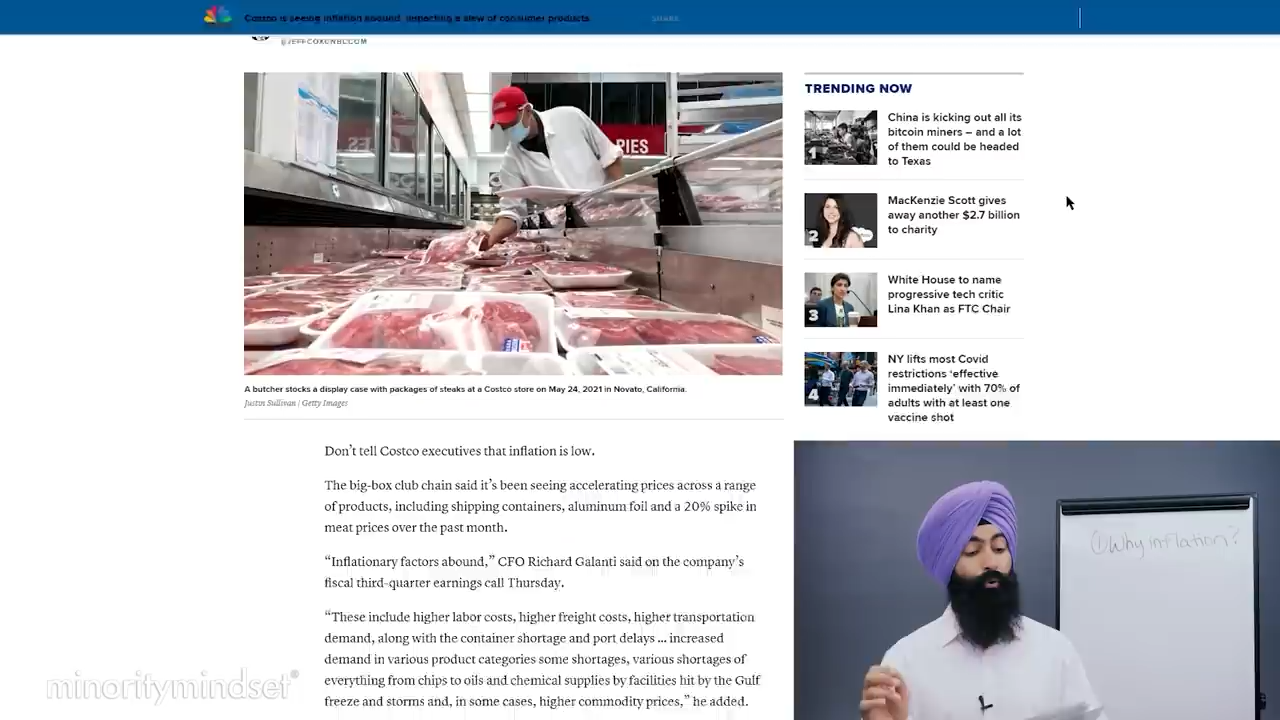 Costco is seeing inflation abound, impacting a slew of consumer products
SHARE
@JEFFCOXCNBCCOM
TRENDING NOW
1
China is kicking out all its
bitcoin miners – and a lot
of them could be headed
to Texas
2
MacKenzie Scott gives
away another $2.7 billion
to charity
3
White House to name
progressive tech critic
Lina Khan as FTC Chair
4
NY lifts most Covid
restrictions ‘effective
immediately’ with 70% of
adults with at least one
vaccine shot
PIES
A butcher stocks a display case with packages of steaks at a Costco store on May 24, 2021 in Novato, California.
Justin Sullivan | Getty Images
Don’t tell Costco executives that inflation is low.
The big-box club chain said it’s been seeing accelerating prices across a range
of products, including shipping containers, aluminum foil and a 20% spike in
meat prices over the past month.
“Inflationary factors abound,” CFO Richard Galanti said on the company’s
fiscal third-quarter earnings call Thursday.
“These include higher labor costs, higher freight costs, higher transportation
demand, along with the container shortage and port delays ... increased
demand in various product categories some shortages, various shortages of
everything from chips to oils and chemical supplies by facilities hit by the Gulf
freeze and storms and, in some cases, higher commodity prices,” he added.
① Why inflation?
minoritymindset®